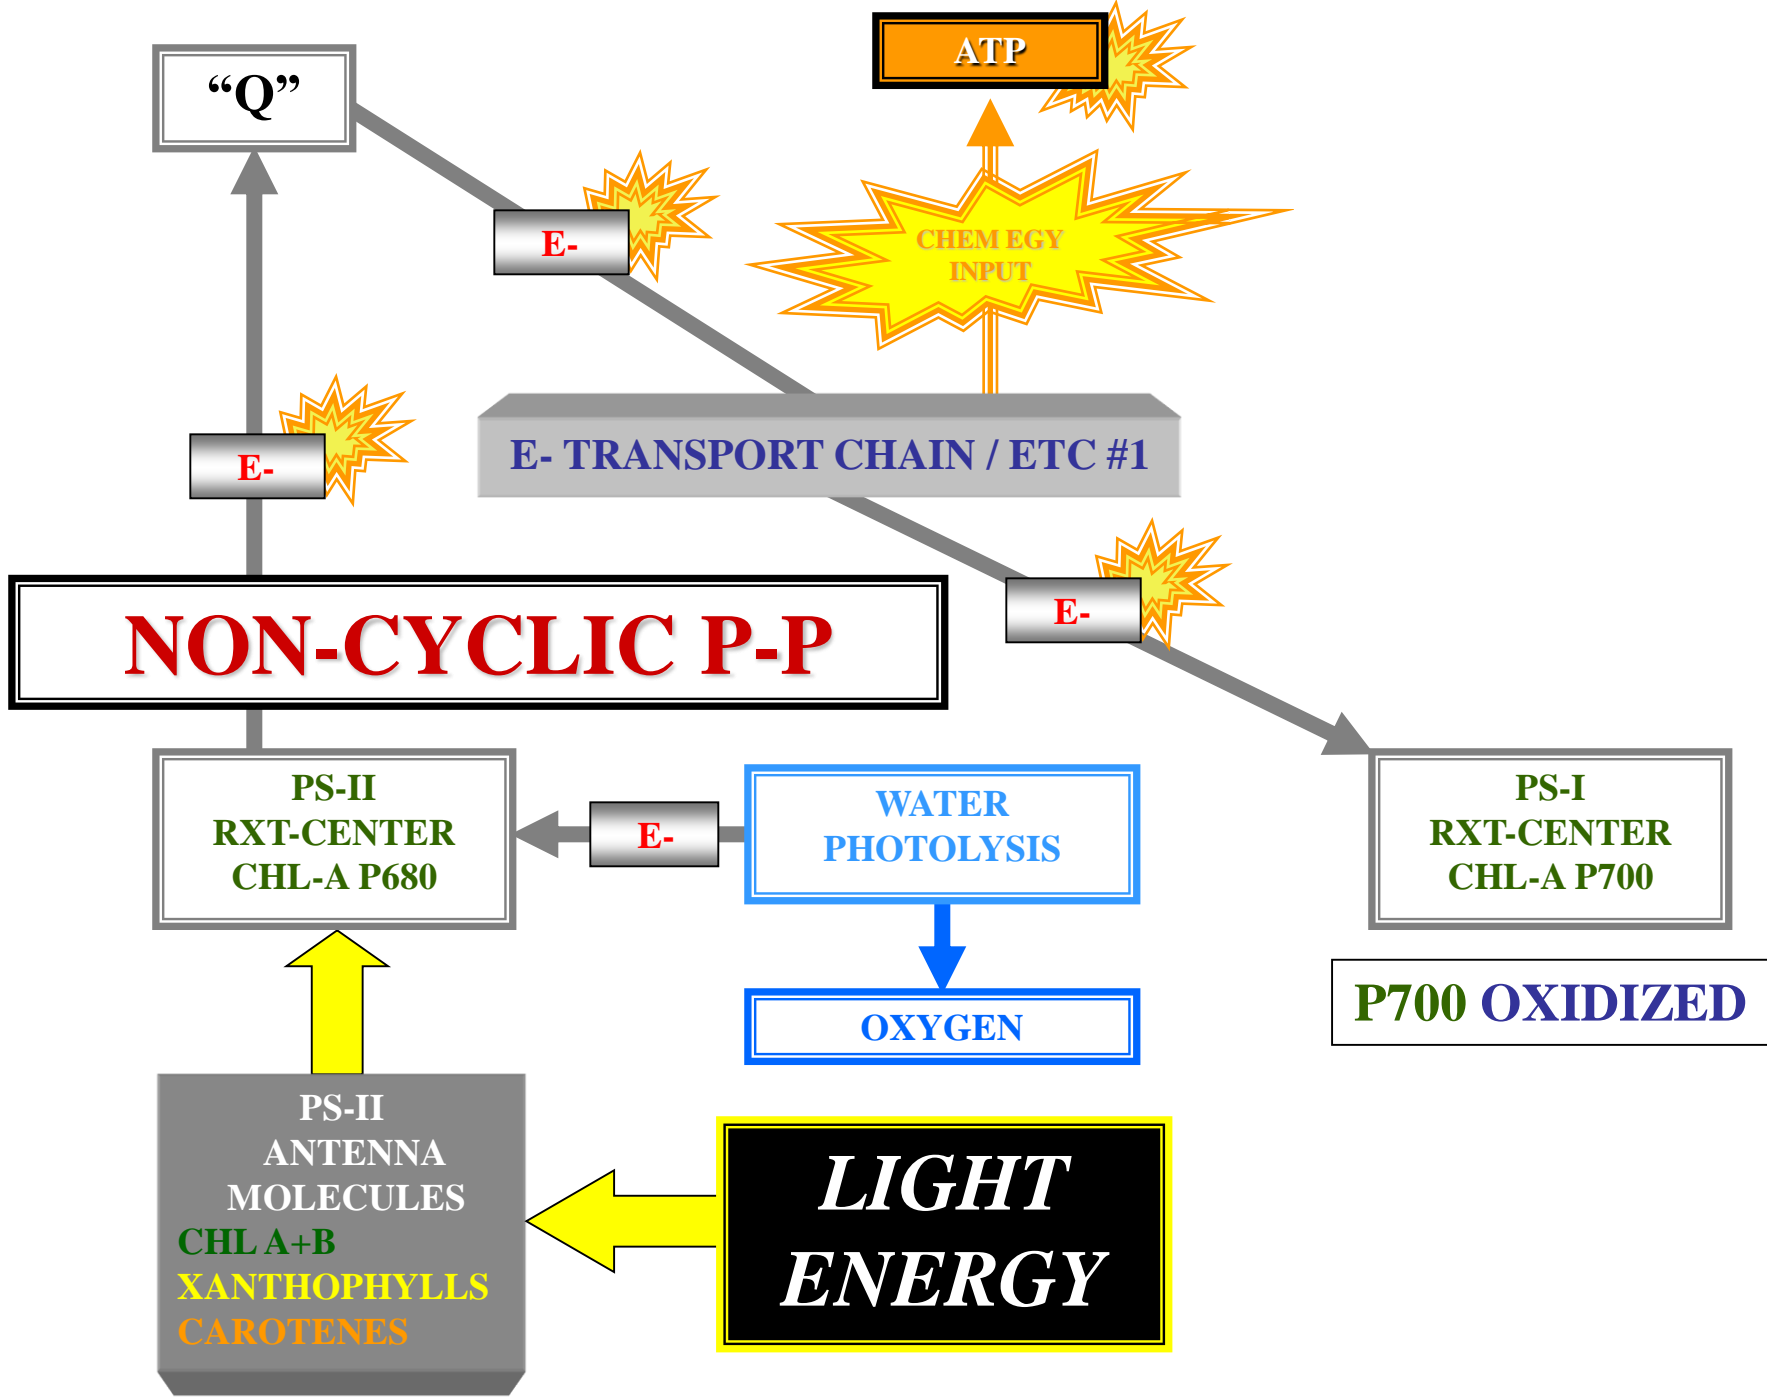 ATP
“Q”
E-
CHEM EGY
INPUT
E-
E- TRANSPORT CHAIN / ETC #1
E-
NON-CYCLIC P-P
PS-II
RXT-CENTER
CHL-A P680
E-
WATER
PHOTOLYSIS
PS-I
RXT-CENTER
CHL-A P700
P700 OXIDIZED
OXYGEN
PS-II
ANTENNA
MOLECULES
CHL A+B
XANTHOPHYLLS
CAROTENES
LIGHT
ENERGY